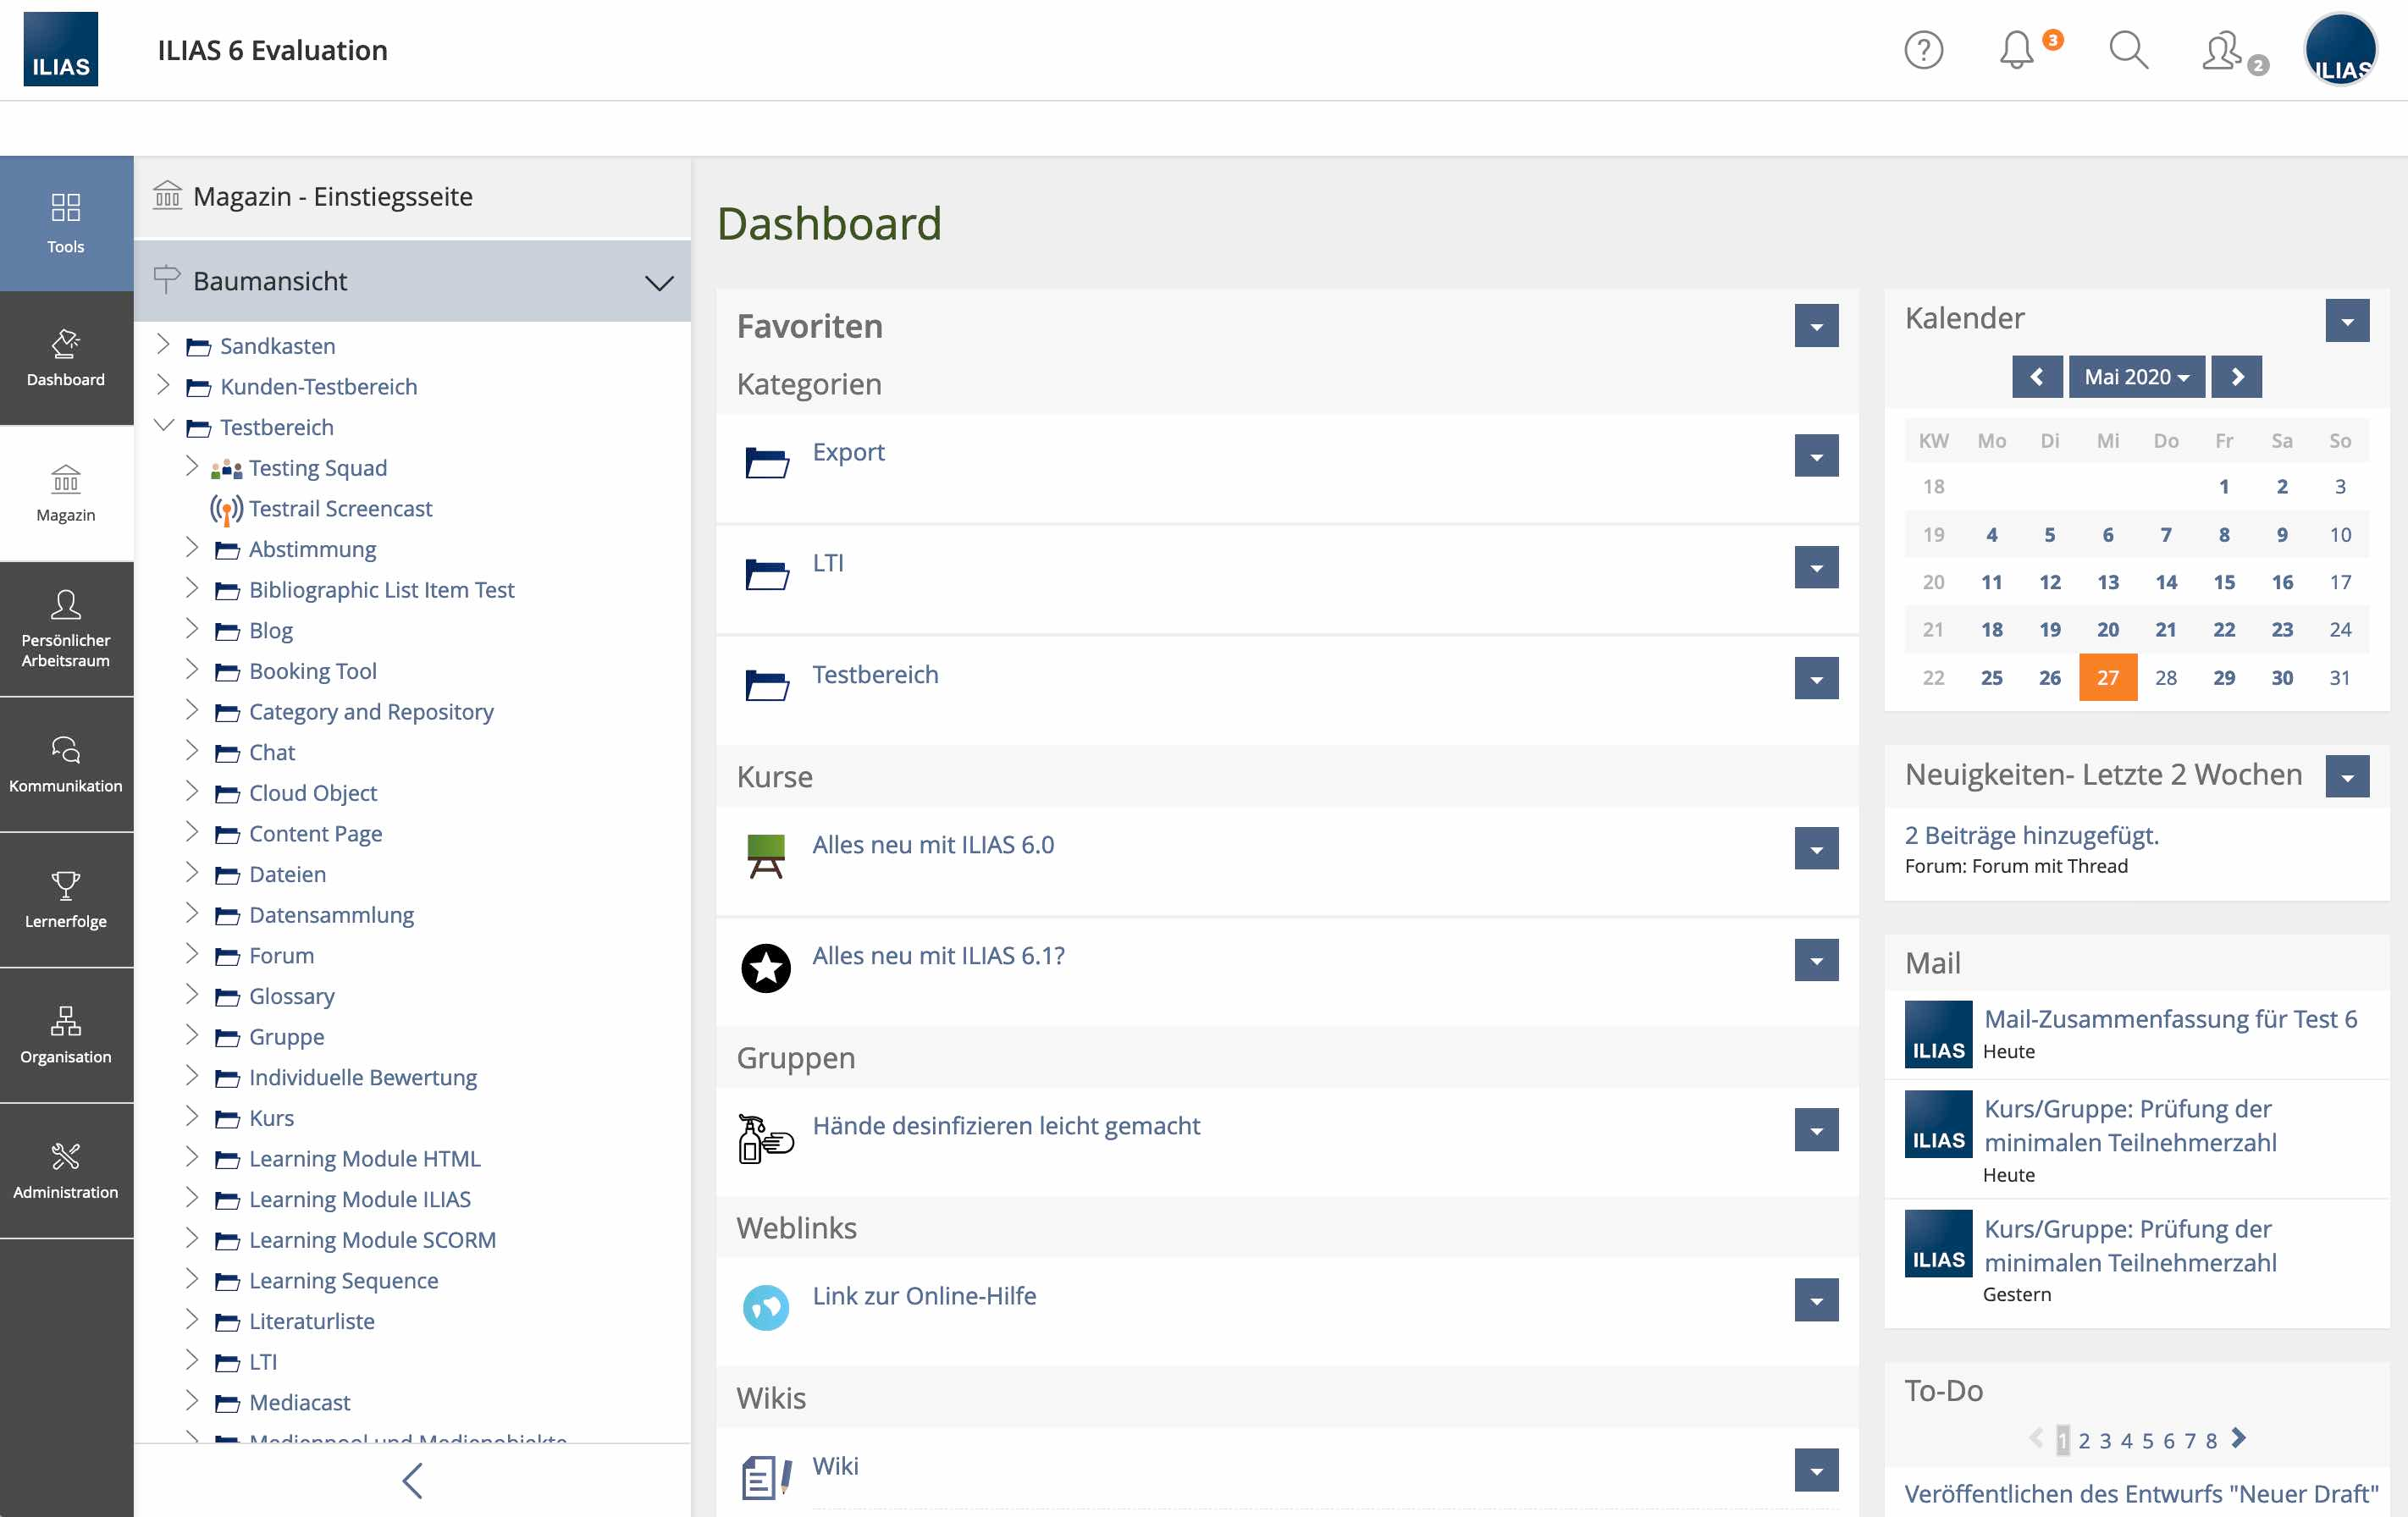 ILIAS
ILIAS 6 Evaluation
3
2
ILIAS
Tools
Dashboard
Magazin
Persönlicher
Arbeitsraum
Kommunikation
Lernerfolge
Organisation
Administration
Magazin - Einstiegsseite
Baumansicht
Sandkasten
Kunden-Testbereich
Testbereich
Testing Squad
Testrail Screencast
Abstimmung
Bibliographic List Item Test
Blog
Booking Tool
Category and Repository
Chat
Cloud Object
Content Page
Dateien
Datensammlung
Forum
Glossary
Gruppe
Individuelle Bewertung
Kurs
Learning Module HTML
Learning Module ILIAS
Learning Module SCORM
Learning Sequence
Literaturliste
LTI
Mediacast
Medienpool und Medienobjekte
Dashboard
Favoriten
Kategorien
Export
LTI
Testbereich
Kurse
Alles neu mit ILIAS 6.0
Alles neu mit ILIAS 6.1?
Gruppen
Hände desinfizieren leicht gemacht
Weblinks
Link zur Online-Hilfe
Wikis
Wiki
Kalender
Mai 2020
KW Mo Di Mi Do Fr Sa So
18 1 2 3
19 4 5 6 7 8 9 10
20 11 12 13 14 15 16 17
21 18 19 20 21 22 23 24
22 25 26 27 28 29 30 31
Neuigkeiten- Letzte 2 Wochen
2 Beiträge hinzugefügt.
Forum: Forum mit Thread
Mail
ILIAS
Mail-Zusammenfassung für Test 6
Heute
ILIAS
Kurs/Gruppe: Prüfung der
minimalen Teilnehmerzahl
Heute
ILIAS
Kurs/Gruppe: Prüfung der
minimalen Teilnehmerzahl
Gestern
To-Do
1 2 3 4 5 6 7 8
Veröffentlichen des Entwurfs "Neuer Draft"